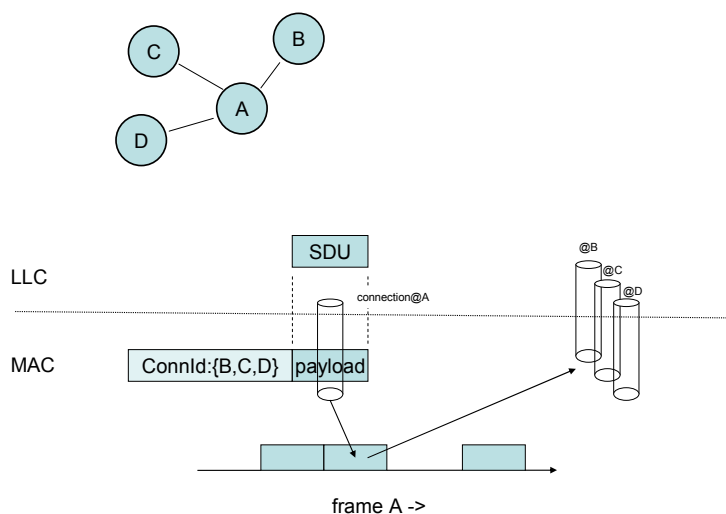 B
C
A
D
SDU
@B
@C
LLC
connection@A
@D
MAC
ConnId:{B,C,D}
payload
frame A ->